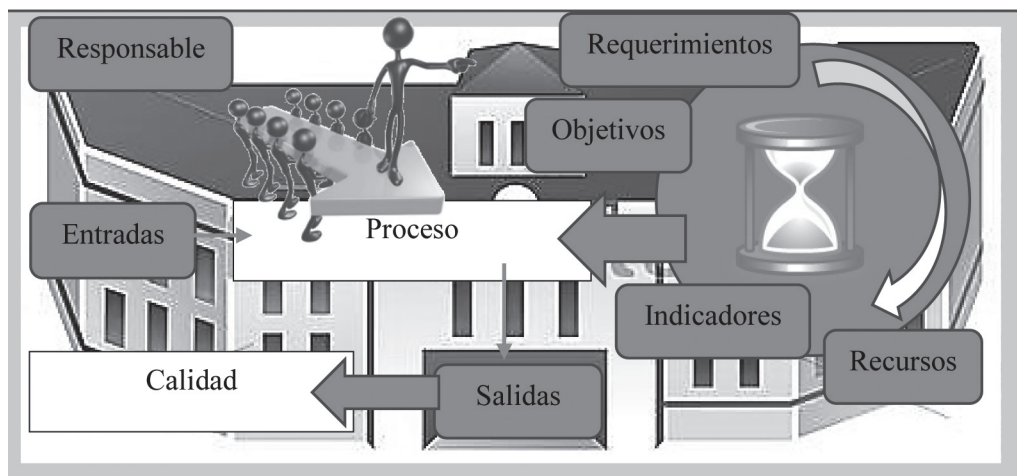 Responsable
Requerimientos
Objetivos
Entradas
Proceso
Indicadores
Recursos
Calidad
Salidas